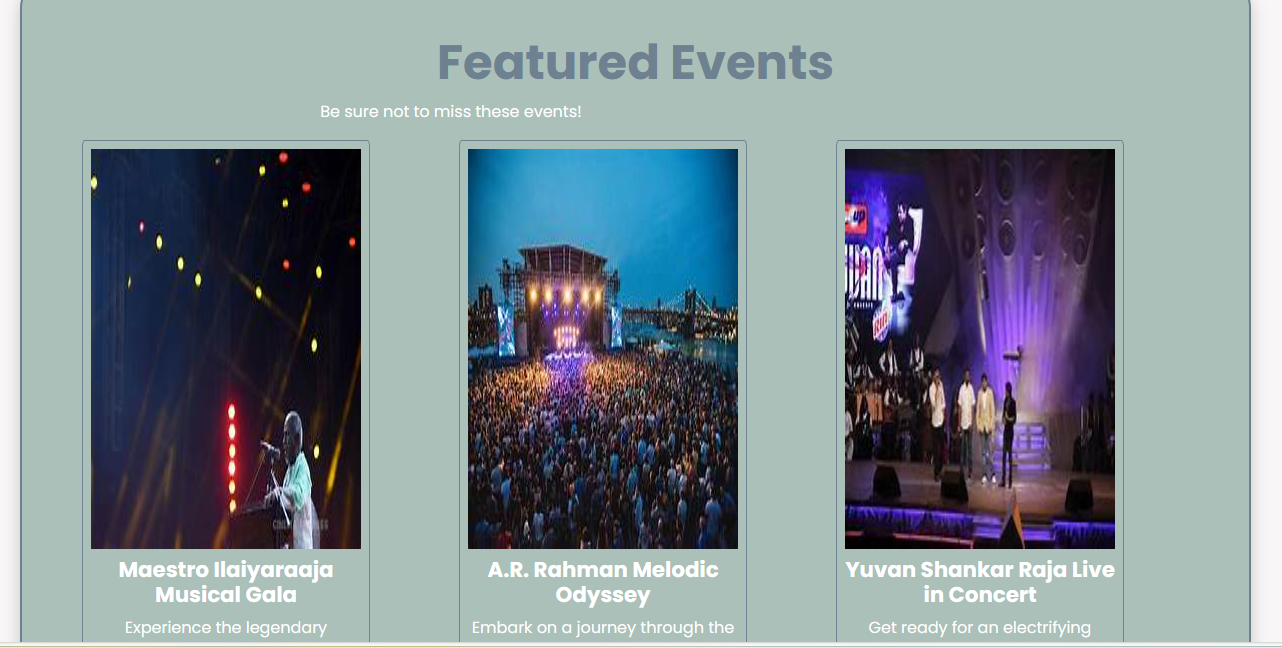 Featured Events
Be sure not to miss these events!
up
Maestro Ilaiyaraaja
Musical Gala
A.R. Rahman Melodic
Odyssey
Yuvan Shankar Raja Live
in Concert
Experience the legendary
Embark on a journey through the
Get ready for an electrifying